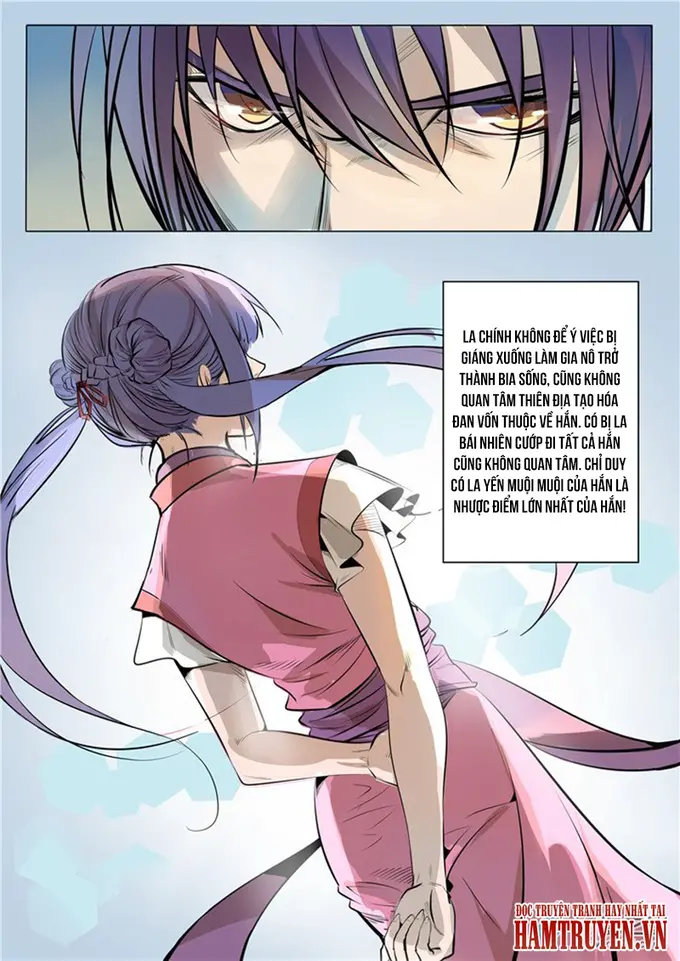 LA CHÍNH KHÔNG ĐỂ Ý VIỆC BỊ
GIÁNG XUỐNG LÀM GIA NÔ TRỞ
THÀNH BIA SỐNG, CŨNG KHÔNG
QUAN TÂM THIÊN ĐỊA TẠO HÓA
ĐAN VỐN THUỘC VỀ HẮN. CÓ BỊ LA
BÁI NHIÊN CƯỚP ĐI TẤT CẢ HẮN
CŨNG KHÔNG QUAN TÂM. CHỈ DUY
CÓ LA YẾN MUỘI MUỘI CỦA HẮN LÀ
NHƯỢC ĐIỂM LỚN NHẤT CỦA HẮN!
ĐỌC TRUYỆN TRANH HAY NHẤT TẠI
HAMTRUYEN.VN